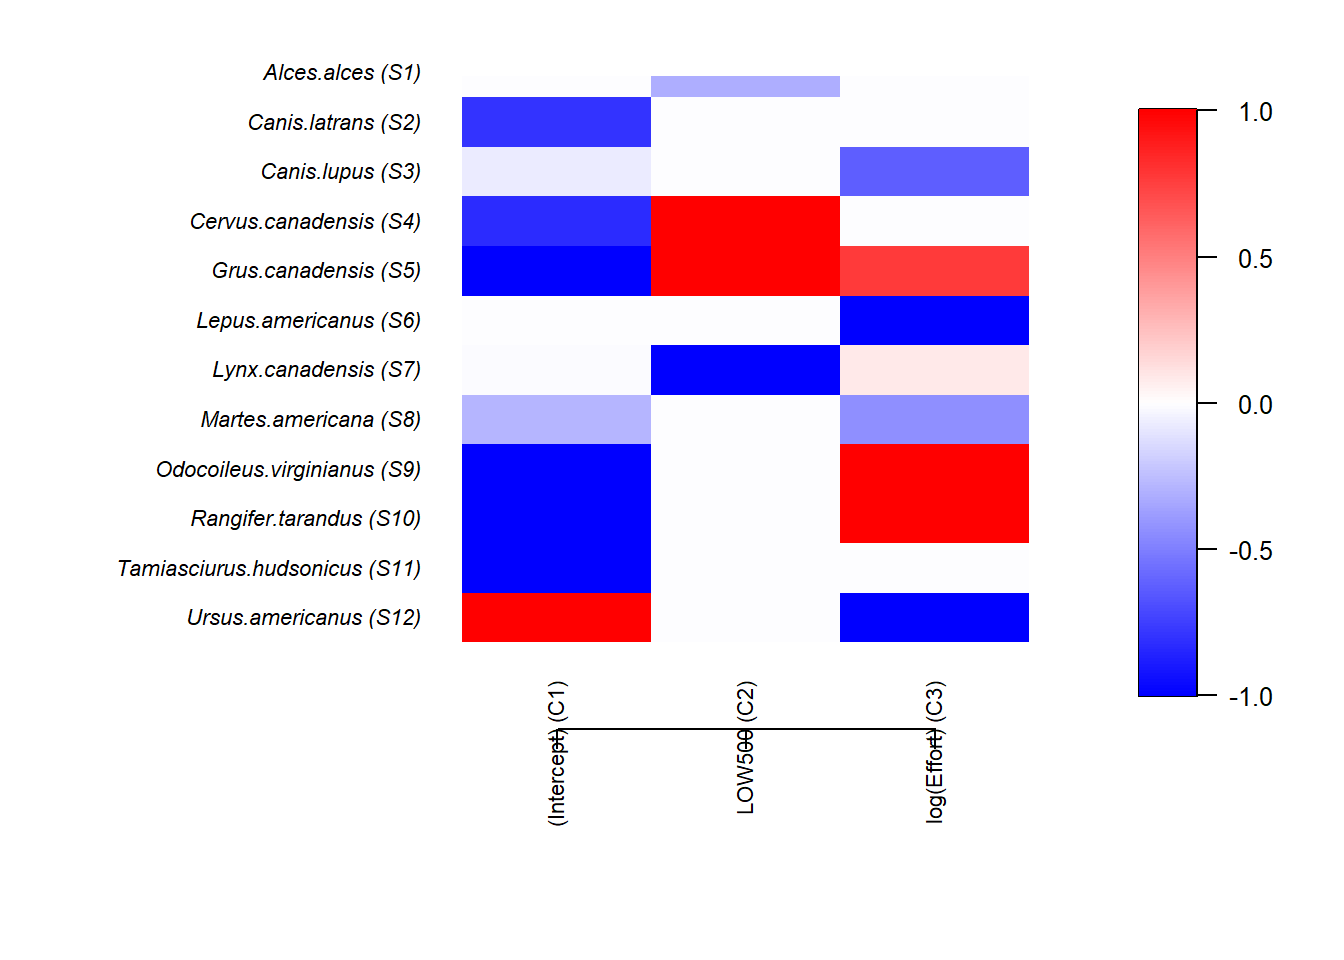 Alces.alces (S1)
Canis.latrans (S2)
Canis.lupus (S3)
Cervus.canadensis (S4)
Grus.canadensis (S5)
Lepus.americanus (S6)
Lynx.canadensis (S7)
Martes.americana (S8)
Odocoileus.virginianus (S9)
Rangifer.tarandus (S10)
Tamiasciurus.hudsonicus (S11)
Ursus.americanus (S12)
(Intercept) (C1)
LOW500 (C2)
log(Effort) (C3)
1.0
0.5
0.0
-0.5
-1.0